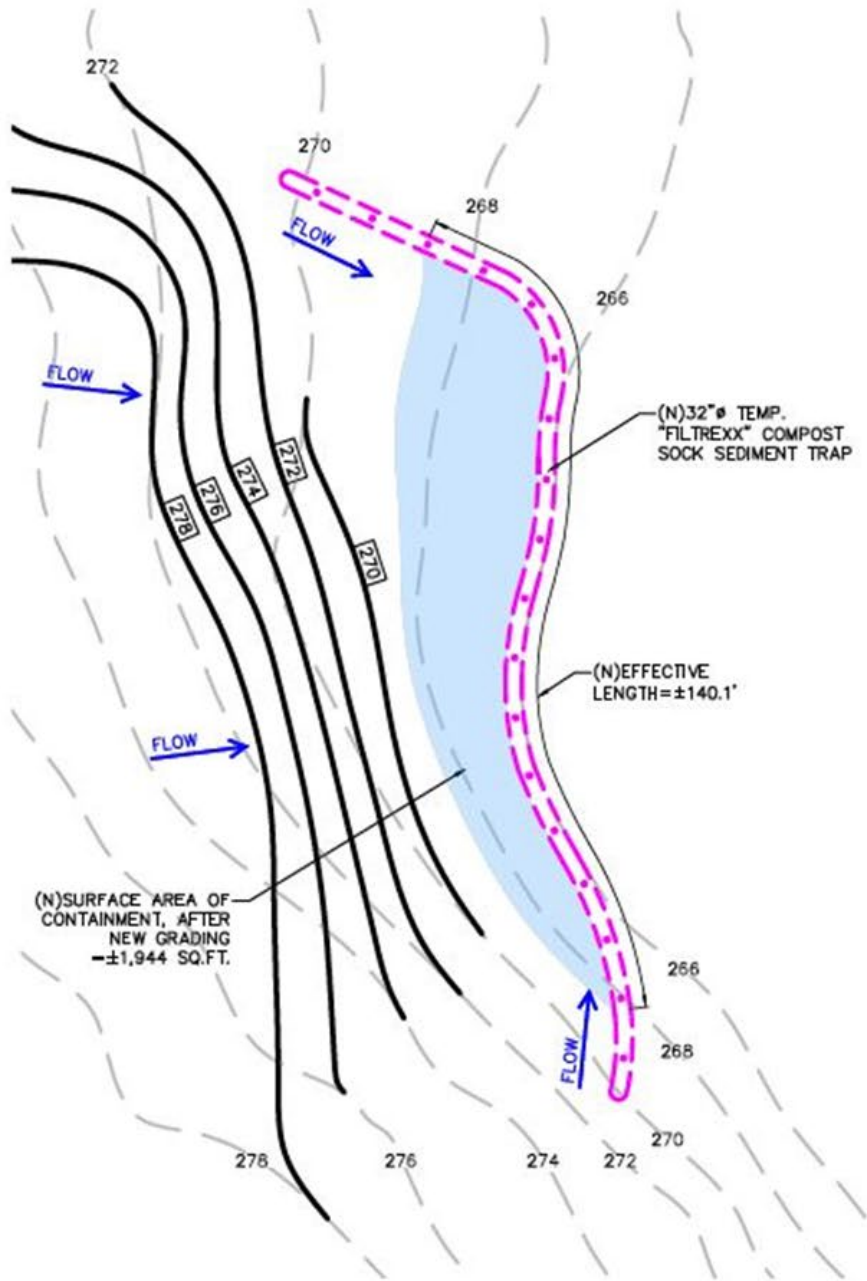 272
270
268
FLOW
266
FLOW
(N)32"ø TEMP.
"FILTREXX" COMPOST
SOCK SEDIMENT TRAP
272
274
276
278
270
(N)EFFECTIVE
LENGTH=±140.1'
FLOW
(N)SURFACE AREA OF
CONTAINMENT, AFTER
NEW GRADING
=±1,944 SQ.FT.
266
268
FLOW
270
278
276
274
272